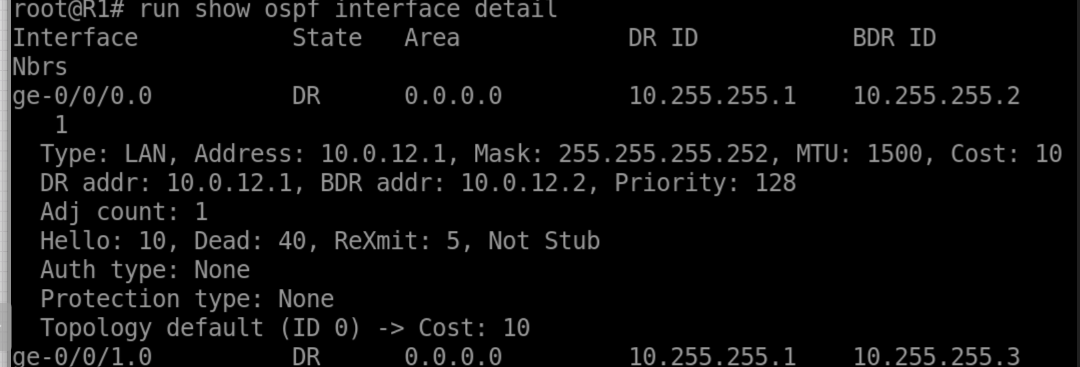 root@R1# run show ospf interface detail
Interface           State   Area            DR ID           BDR ID
Nbrs
ge-0/0/0.0          DR      0.0.0.0         10.255.255.1    10.255.255.2
   1
  Type: LAN, Address: 10.0.12.1, Mask: 255.255.255.252, MTU: 1500, Cost: 10
  DR addr: 10.0.12.1, BDR addr: 10.0.12.2, Priority: 128
  Adj count: 1
  Hello: 10, Dead: 40, ReXmit: 5, Not Stub
  Auth type: None
  Protection type: None
  Topology default (ID 0) -> Cost: 10
ge-0/0/1.0          DR      0.0.0.0         10.255.255.1    10.255.255.3